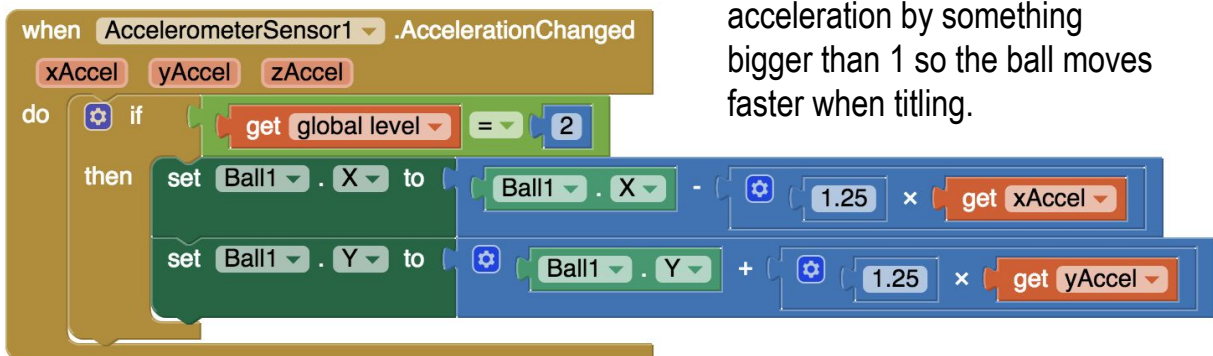 acceleration by something
bigger than 1 so the ball moves
faster when titling.
when AccelerometerSensor1 .AccelerationChanged
xAccel yAccel zAccel
do if get global level = 2
then set Ball1 . X to Ball1 . X - 1.25 × get xAccel
set Ball1 . Y to Ball1 . Y + 1.25 × get yAccel